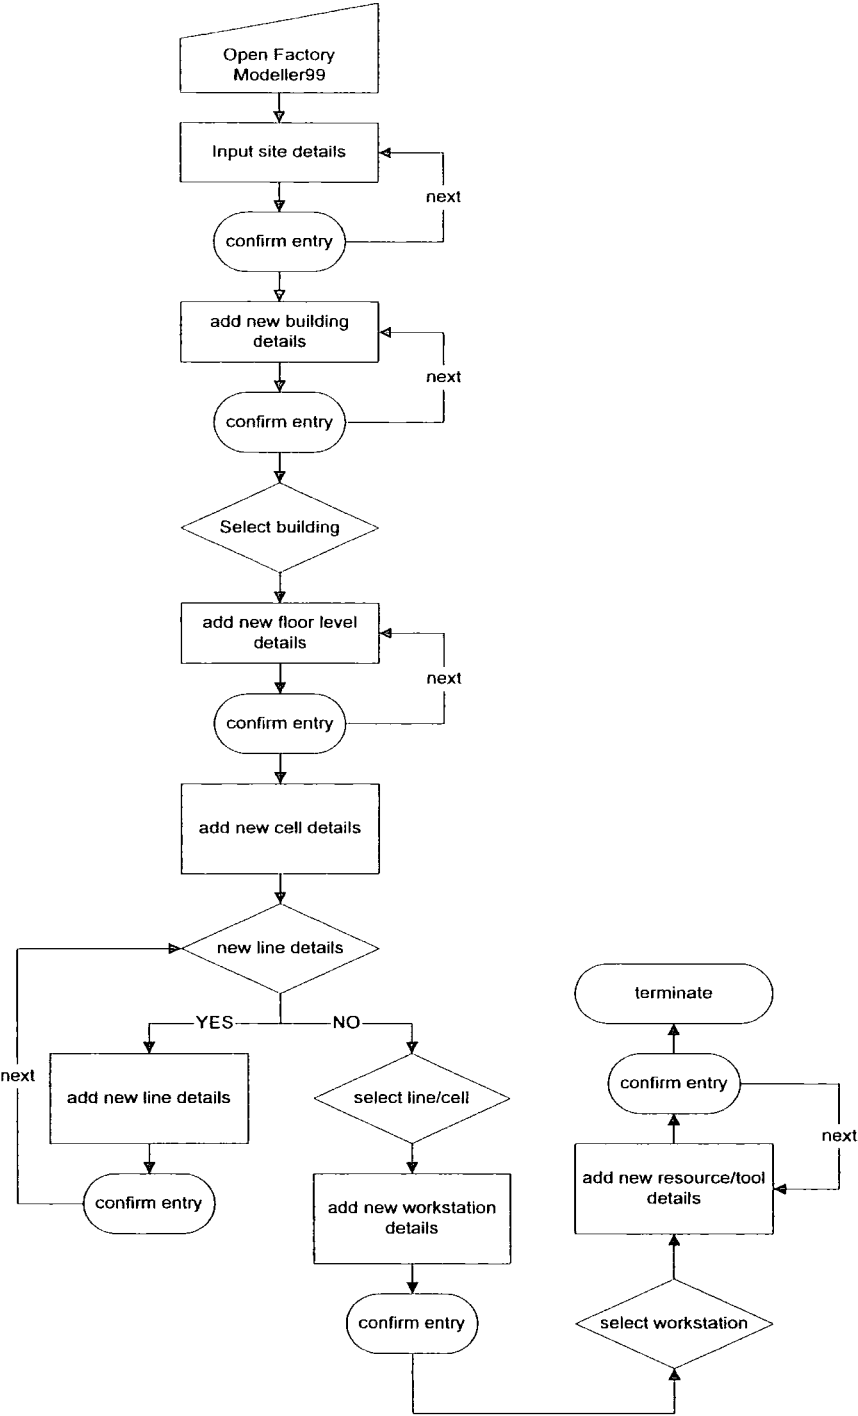 Open Factory
Modeller99
Input site details
next
confirm entry
add new building
details
next
confirm entry
Select building
add new floor level
details
next
confirm entry
add new cell details
new line details
YES
NO
next
add new line details
confirm entry
select line/cell
add new workstation
details
confirm entry
terminate
confirm entry
next
add new resource/tool
details
select workstation